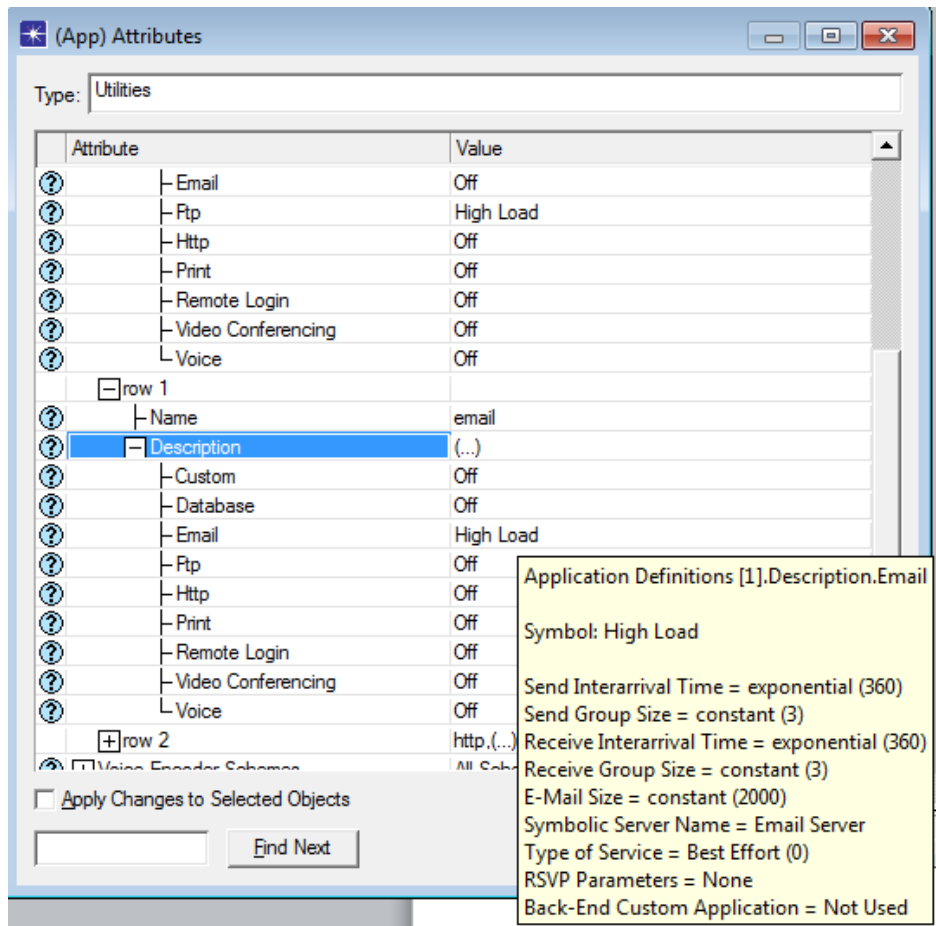 (App) Attributes
Type: Utilities
Attribute Value
Email Off
Ftp High Load
Http Off
Print Off
Remote Login Off
Video Conferencing Off
Voice Off
row 1
Name email
Description (...)
Custom Off
Database Off
Email High Load
Ftp Off
Http Off
Print Off
Remote Login Off
Video Conferencing Off
Voice Off
row 2 http,(...)
Voice Encoder Schemes All Sche
Apply Changes to Selected Objects
Find Next
Application Definitions [1].Description.Email
Symbol: High Load
Send Interarrival Time = exponential (360)
Send Group Size = constant (3)
Receive Interarrival Time = exponential (360)
Receive Group Size = constant (3)
E-Mail Size = constant (2000)
Symbolic Server Name = Email Server
Type of Service = Best Effort (0)
RSVP Parameters = None
Back-End Custom Application = Not Used